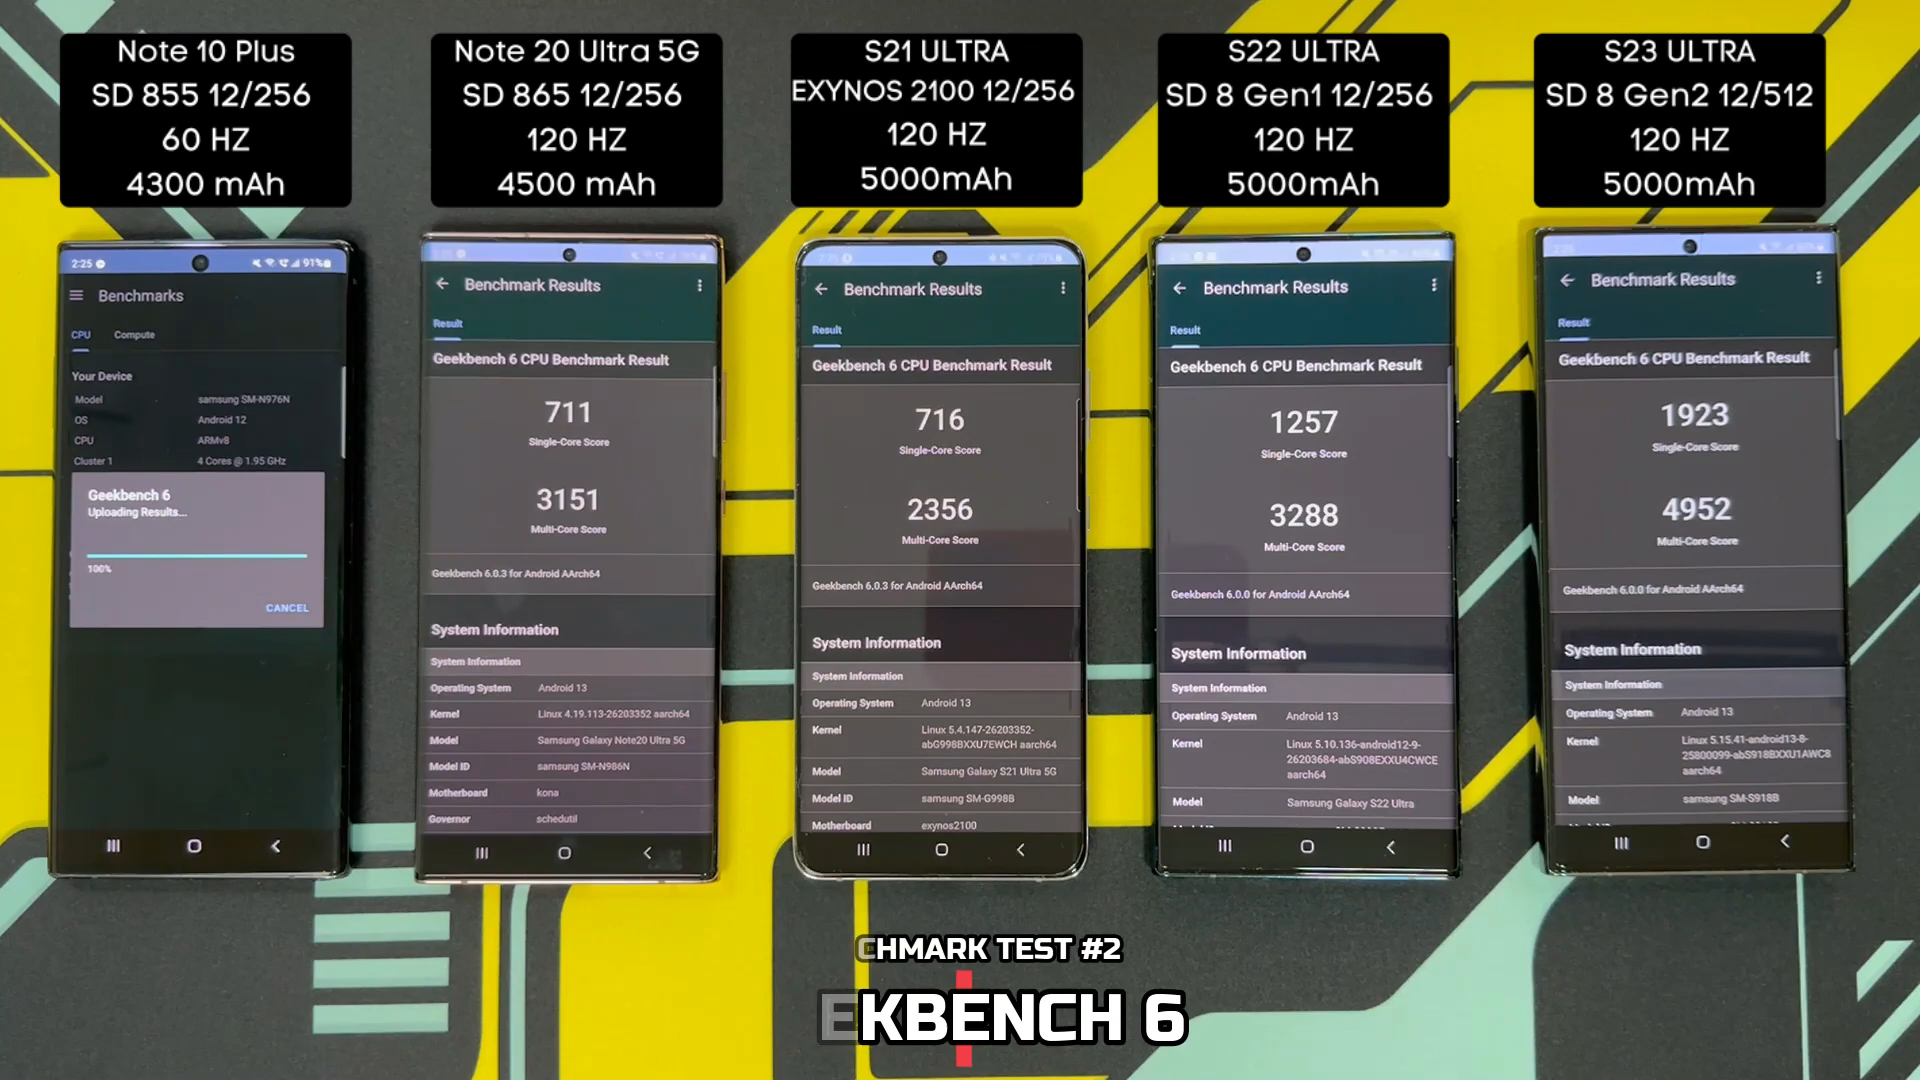 Note 10 Plus
SD 855 12/256
60 HZ
4300 mAh
Note 20 Ultra 5G
SD 865 12/256
120 HZ
4500 mAh
S21 ULTRA
EXYNOS 2100 12/256
120 HZ
5000mAh
S22 ULTRA
SD 8 Gen1 12/256
120 HZ
5000mAh
S23 ULTRA
SD 8 Gen2 12/512
120 HZ
5000mAh
2:25
91%
Benchmarks
CPU Compute
Your Device
Model samsung SM-N976N
OS Android 12
CPU ARMv8
Cluster 1 4 Cores @ 1.95 GHz
Geekbench 6
Uploading Results...
100%
CANCEL
Benchmark Results
Result
Geekbench 6 CPU Benchmark Result
711
Single-Core Score
3151
Multi-Core Score
Geekbench 6.0.3 for Android AArch64
System Information
System Information
Operating System Android 13
Kernel Linux 4.19.113-26203352 aarch64
Model Samsung Galaxy Note20 Ultra 5G
Model ID samsung SM-N986N
Motherboard kona
Governor schedutil
Benchmark Results
Result
Geekbench 6 CPU Benchmark Result
716
Single-Core Score
2356
Multi-Core Score
Geekbench 6.0.3 for Android AArch64
System Information
System Information
Operating System Android 13
Kernel Linux 5.4.147-26203352-
abG998BXXU7EWCH aarch64
Model Samsung Galaxy S21 Ultra 5G
Model ID samsung SM-G998B
Motherboard exynos2100
Benchmark Results
Result
Geekbench 6 CPU Benchmark Result
1257
Single-Core Score
3288
Multi-Core Score
Geekbench 6.0.0 for Android AArch64
System Information
System Information
Operating System Android 13
Kernel Linux 5.10.136-android12-9-
26203684-abS908EXXU4CWCE
aarch64
Model Samsung Galaxy S22 Ultra
Benchmark Results
Result
Geekbench 6 CPU Benchmark Result
1923
Single-Core Score
4952
Multi-Core Score
Geekbench 6.0.0 for Android AArch64
System Information
System Information
Operating System Android 13
Kernel Linux 5.15.41-android13-8-
25800099-abS918BXXU1AWC8
aarch64
Model samsung SM-S918B
CHMARK TEST #2
EKBENCH 6